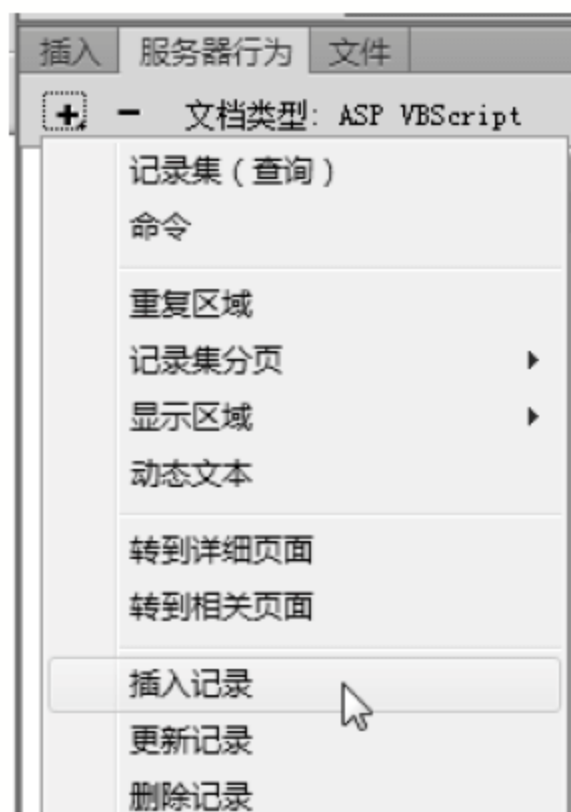 插入 服务器行为 文件
+ - 文档类型: ASP VBScript
记录集（查询）
命令
重复区域
记录集分页
显示区域
动态文本
转到详细页面
转到相关页面
插入记录
更新记录
删除记录